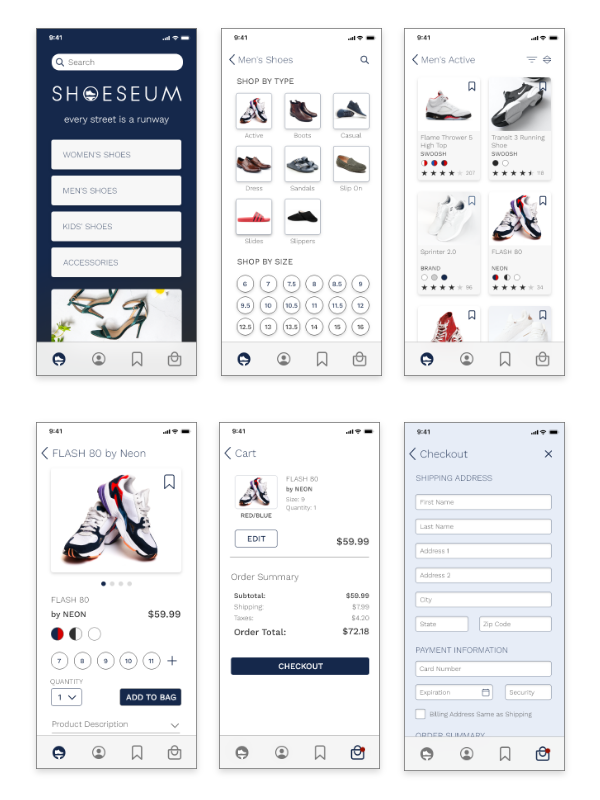 9:41
Search
SHOESEUM
every street is a runway
WOMEN'S SHOES
MEN'S SHOES
KIDS' SHOES
ACCESSORIES
9:41
Men's Shoes
SHOP BY TYPE
Active Boots Casual
Dress Sandals Slip On
Slides Slippers
SHOP BY SIZE
6 7 7.5 8 8.5 9
9.5 10 10.5 11 11.5 12
12.5 13 13.5 14 15 16
9:41
Men's Active
Flame Thrower 5
High Top
SWOOSH
207
Transit 3 Running
Shoe
SWOOSH
Sprinter 2.0
BRAND
96
FLASH 80
NEON
9:41
FLASH 80 by Neon
FLASH 80
by NEON $59.99
7 8 9 10 11 +
QUANTITY
1 ADD TO BAG
Product Description
9:41
Cart
FLASH 80
by NEON
Size: 9
Quantity: 1
RED/BLUE
EDIT $59.99
Order Summary
Subtotal: $59.99
Shipping: $7.99
Taxes: $4.20
Order Total: $72.18
CHECKOUT
9:41
Checkout
SHIPPING ADDRESS
First Name
Last Name
Address 1
Address 2
City
State Zip Code
PAYMENT INFORMATION
Card Number
Expiration Security
Billing Address Same as Shipping
ORDER SUMMARY